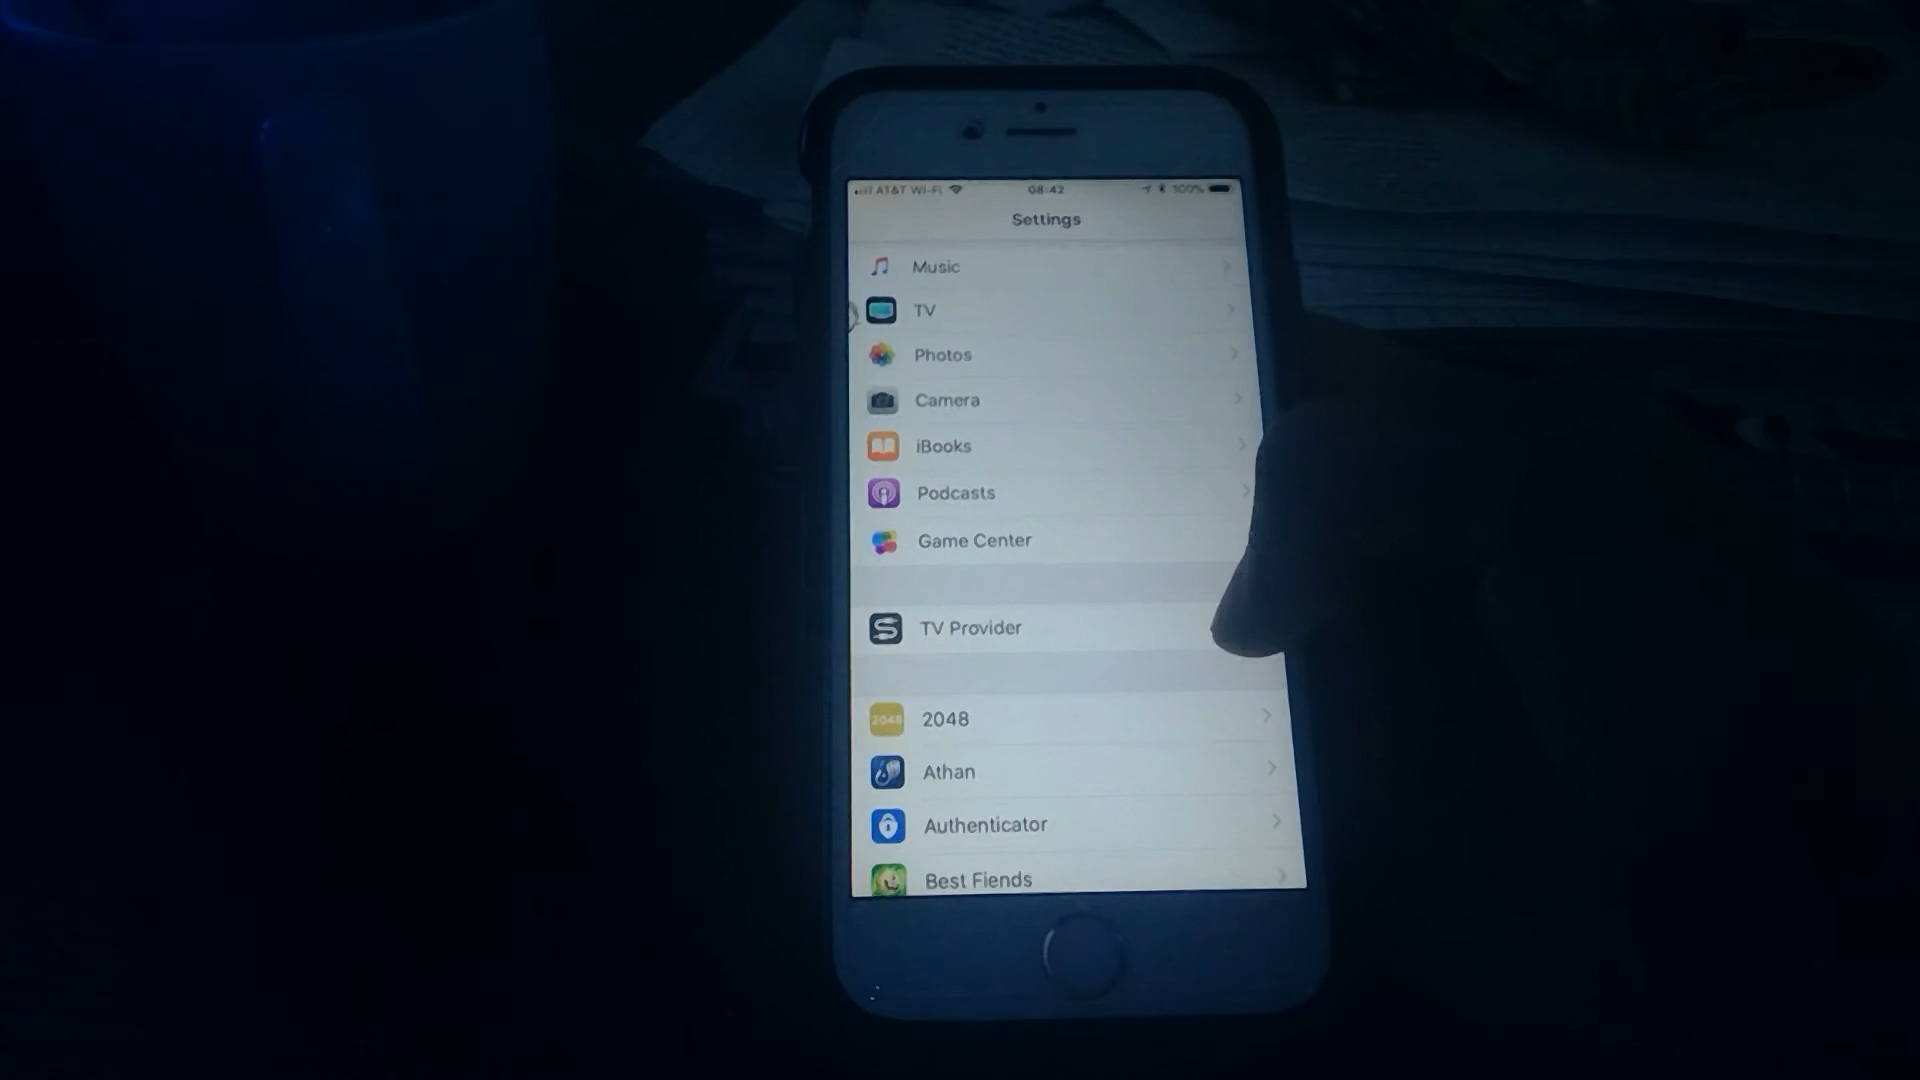 AT&T Wi-Fi 08:42 100%
Settings
Music
TV
Photos
Camera
iBooks
Podcasts
Game Center
TV Provider
2048 2048
Athan
Authenticator
Best Fiends